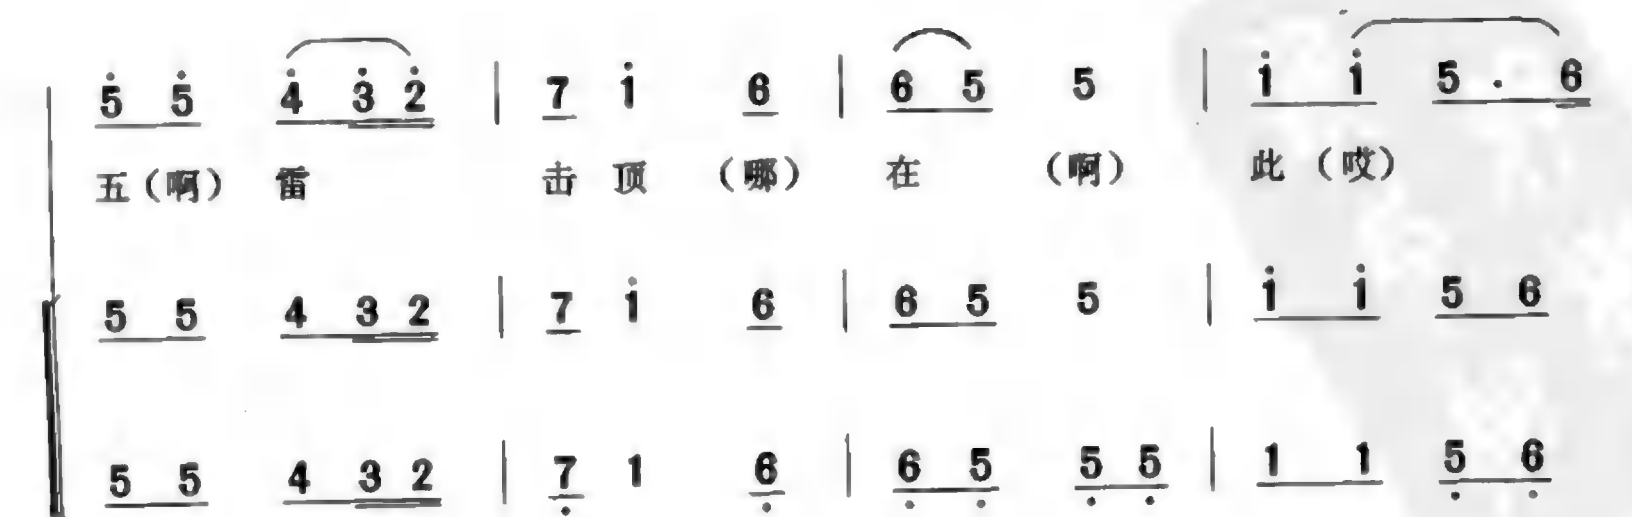 5̇ 5̇ 4̇ 3̇ 2̇ | 7 1̇ 6 | 6 5 5 | 1̇ 1̇ 5 · 6
五（啊） 雷 击 顶 （哪） 在 （啊） 此 （哎）
5 5 4 3 2 | 7 1̇ 6 | 6 5 5 | 1̇ 1̇ 5 6
5 5 4 3 2 | 7̣ 1 6̣ | 6̣ 5̣ 5̣ 5̣ | 1 1 5̣ 6̣